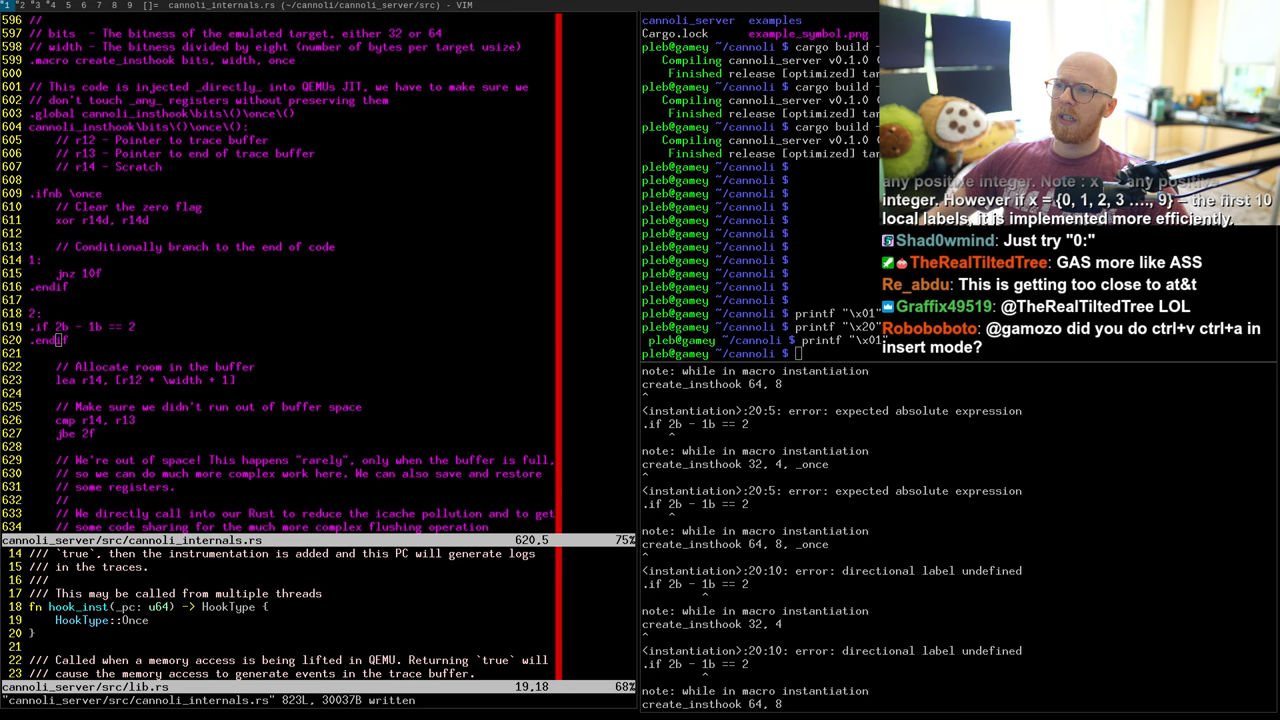 1 2 3 4 5 6 7 8 9 []= cannoli_internals.rs (~/cannoli/cannoli_server/src) - VIM
596 //
597 // bits - The bitness of the emulated target, either 32 or 64
598 // width - The bitness divided by eight (number of bytes per target usize)
599 .macro create_insthook bits, width, once
600
601 // This code is injected _directly_ into QEMUs JIT, we have to make sure we
602 // don't touch _any_ registers without preserving them
603 .global cannoli_insthook\bits\()\once\()
604 cannoli_insthook\bits\()\once\():
605 // r12 - Pointer to trace buffer
606 // r13 - Pointer to end of trace buffer
607 // r14 - Scratch
608
609 .ifnb \once
610 // Clear the zero flag
611 xor r14d, r14d
612
613 // Conditionally branch to the end of code
614 1:
615 jnz 10f
616 .endif
617
618 2:
619 .if 2b - 1b == 2
620 .endif
621
622 // Allocate room in the buffer
623 lea r14, [r12 + \width + 1]
624
625 // Make sure we didn't run out of buffer space
626 cmp r14, r13
627 jbe 2f
628
629 // We're out of space! This happens "rarely", only when the buffer is full,
630 // so we can do much more complex work here. We can also save and restore
631 // some registers.
632 //
633 // We directly call into our Rust to reduce the icache pollution and to get
634 // some code sharing for the much more complex flushing operation
cannoli_server/src/cannoli_internals.rs 620,5 75%
14 /// `true`, then the instrumentation is added and this PC will generate logs
15 /// in the traces.
16 ///
17 /// This may be called from multiple threads
18 fn hook_inst(_pc: u64) -> HookType {
19 HookType::Once
20 }
21
22 /// Called when a memory access is being lifted in QEMU. Returning `true` will
23 /// cause the memory access to generate events in the trace buffer.
cannoli_server/src/lib.rs 19,18 68%
"cannoli_server/src/cannoli_internals.rs" 823L, 30037B written
cannoli_server examples
Cargo.lock example_symbol.png
pleb@gamey ~/cannoli $ cargo build -
Compiling cannoli_server v0.1.0 (
Finished release [optimized] tar
pleb@gamey ~/cannoli $ cargo build -
Compiling cannoli_server v0.1.0 (
Finished release [optimized] tar
pleb@gamey ~/cannoli $ cargo build -
Compiling cannoli_server v0.1.0 (
Finished release [optimized] tar
pleb@gamey ~/cannoli $
pleb@gamey ~/cannoli $
pleb@gamey ~/cannoli $
pleb@gamey ~/cannoli $
pleb@gamey ~/cannoli $
pleb@gamey ~/cannoli $
pleb@gamey ~/cannoli $
pleb@gamey ~/cannoli $
pleb@gamey ~/cannoli $
pleb@gamey ~/cannoli $
pleb@gamey ~/cannoli $
pleb@gamey ~/cannoli $ printf "\x01"
pleb@gamey ~/cannoli $ printf "\x20"
pleb@gamey ~/cannoli $ printf "\x01"
pleb@gamey ~/cannoli $
note: while in macro instantiation
create_insthook 64, 8
^
<instantiation>:20:5: error: expected absolute expression
.if 2b - 1b == 2
^
note: while in macro instantiation
create_insthook 32, 4, _once
^
<instantiation>:20:5: error: expected absolute expression
.if 2b - 1b == 2
^
note: while in macro instantiation
create_insthook 64, 8, _once
^
<instantiation>:20:10: error: directional label undefined
.if 2b - 1b == 2
^
note: while in macro instantiation
create_insthook 32, 4
^
<instantiation>:20:10: error: directional label undefined
.if 2b - 1b == 2
^
note: while in macro instantiation
create_insthook 64, 8
any positive integer. Note : x = any positive
integer. However if x = {0, 1, 2, 3 …., 9} – the first 10
local labels, it is implemented more efficiently.
Shad0wmind: Just try "0:"
TheRealTiltedTree: GAS more like ASS
Re_abdu: This is getting too close to at&t
Graffix49519: @TheRealTiltedTree LOL
Roboboboto: @gamozo did you do ctrl+v ctrl+a in
insert mode?